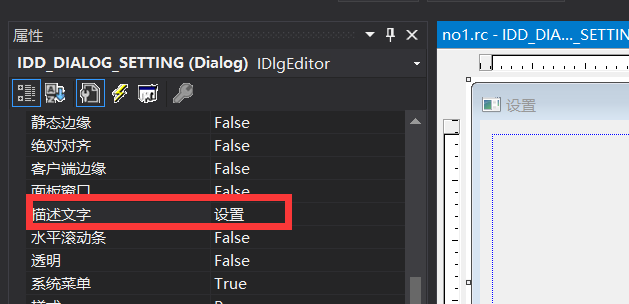 属性
no1.rc - IDD_DIA..._SETTIN
IDD_DIALOG_SETTING (Dialog) IDlgEditor
设置
静态边缘 False
绝对对齐 False
客户端边缘 False
面板窗口 False
描述文字 设置
水平滚动条 False
透明 False
系统菜单 True